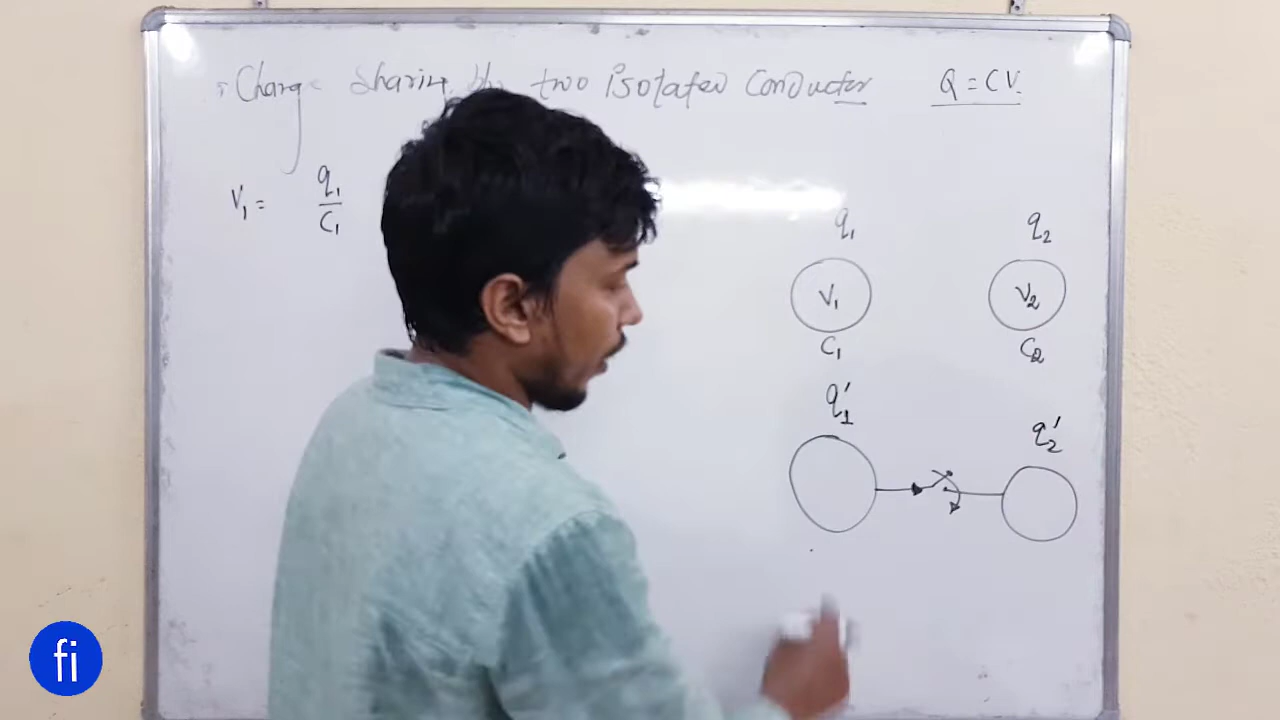 Charge Sharing two isolated Conductor Q = CV.
V₁ = q₁/C₁
q₁ q₂
V₁ V₂
C₁ C₂
q₁′ q₂′
fi